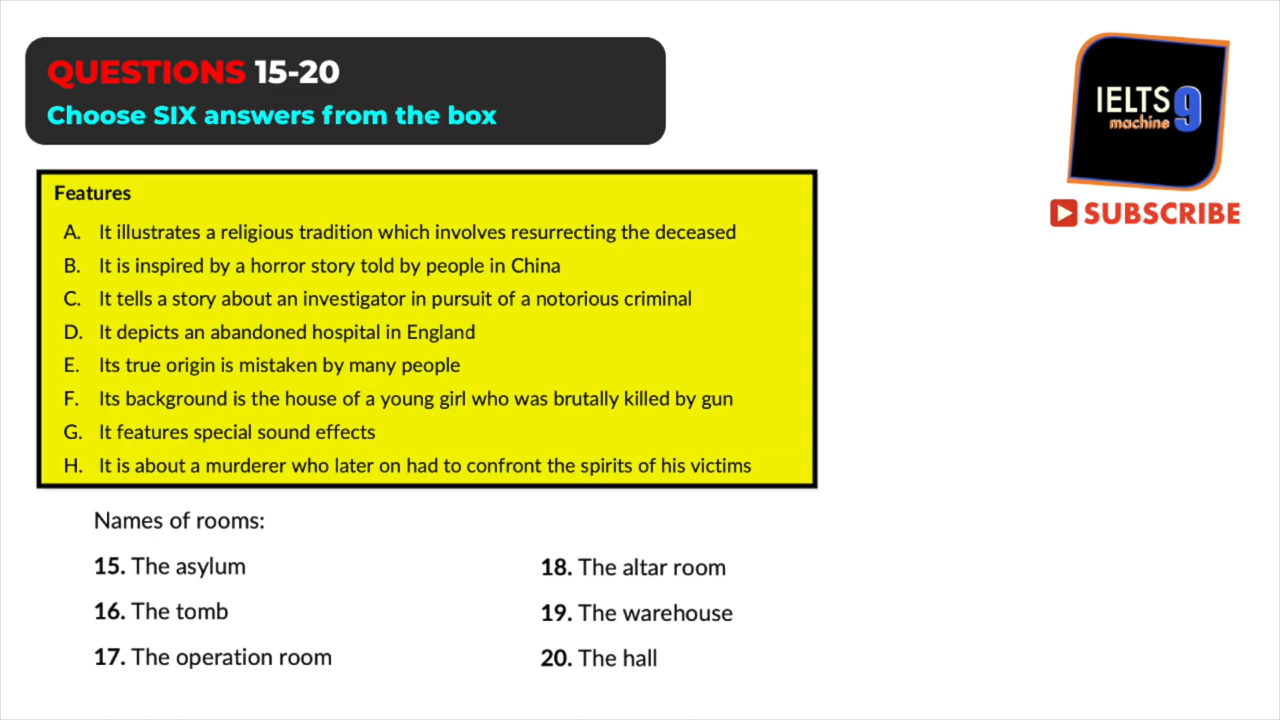 QUESTIONS 15-20
Choose SIX answers from the box
IELTS 9
machine
SUBSCRIBE
Features
A. It illustrates a religious tradition which involves resurrecting the deceased
B. It is inspired by a horror story told by people in China
C. It tells a story about an investigator in pursuit of a notorious criminal
D. It depicts an abandoned hospital in England
E. Its true origin is mistaken by many people
F. Its background is the house of a young girl who was brutally killed by gun
G. It features special sound effects
H. It is about a murderer who later on had to confront the spirits of his victims
Names of rooms:
15. The asylum
16. The tomb
17. The operation room
18. The altar room
19. The warehouse
20. The hall